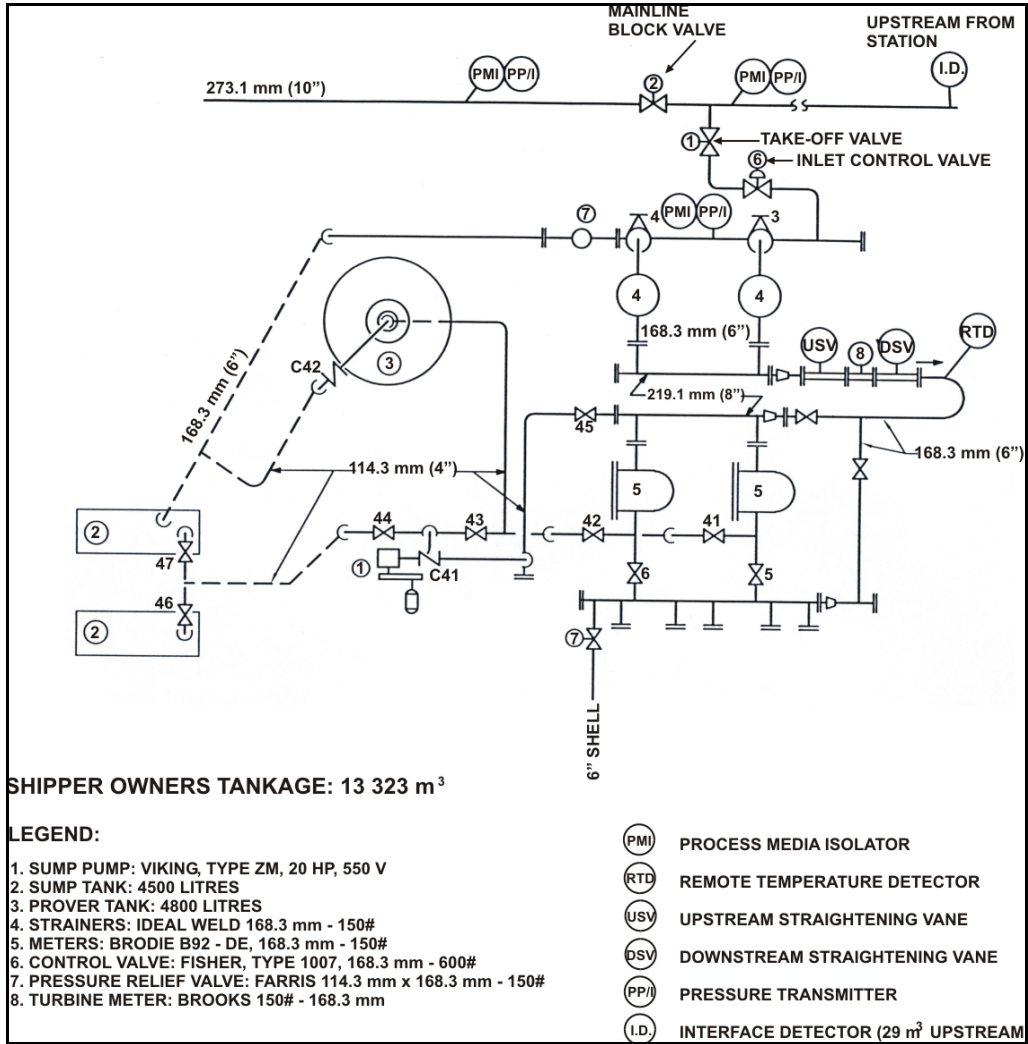 MAINLINE
BLOCK VALVE
UPSTREAM FROM
STATION
PMI PP/I
2
PMI PP/I
I.D.
273.1 mm (10")
1
TAKE-OFF VALVE
6
INLET CONTROL VALVE
7
4
PMI PP/I
3
4
4
168.3 mm (6")
C42
3
168.3 mm (6")
USV
8
DSV
RTD
219.1 mm (8")
45
168.3 mm (6")
114.3 mm (4")
5
5
2
44
43
42
41
47
1
C41
6
5
46
2
7
6" SHELL
SHIPPER OWNERS TANKAGE: 13 323 m³
LEGEND:
1. SUMP PUMP: VIKING, TYPE ZM, 20 HP, 550 V
2. SUMP TANK: 4500 LITRES
3. PROVER TANK: 4800 LITRES
4. STRAINERS: IDEAL WELD 168.3 mm - 150#
5. METERS: BRODIE B92 - DE, 168.3 mm - 150#
6. CONTROL VALVE: FISHER, TYPE 1007, 168.3 mm - 600#
7. PRESSURE RELIEF VALVE: FARRIS 114.3 mm x 168.3 mm - 150#
8. TURBINE METER: BROOKS 150# - 168.3 mm
PMI PROCESS MEDIA ISOLATOR
RTD REMOTE TEMPERATURE DETECTOR
USV UPSTREAM STRAIGHTENING VANE
DSV DOWNSTREAM STRAIGHTENING VANE
PP/I PRESSURE TRANSMITTER
I.D. INTERFACE DETECTOR (29 m³ UPSTREAM